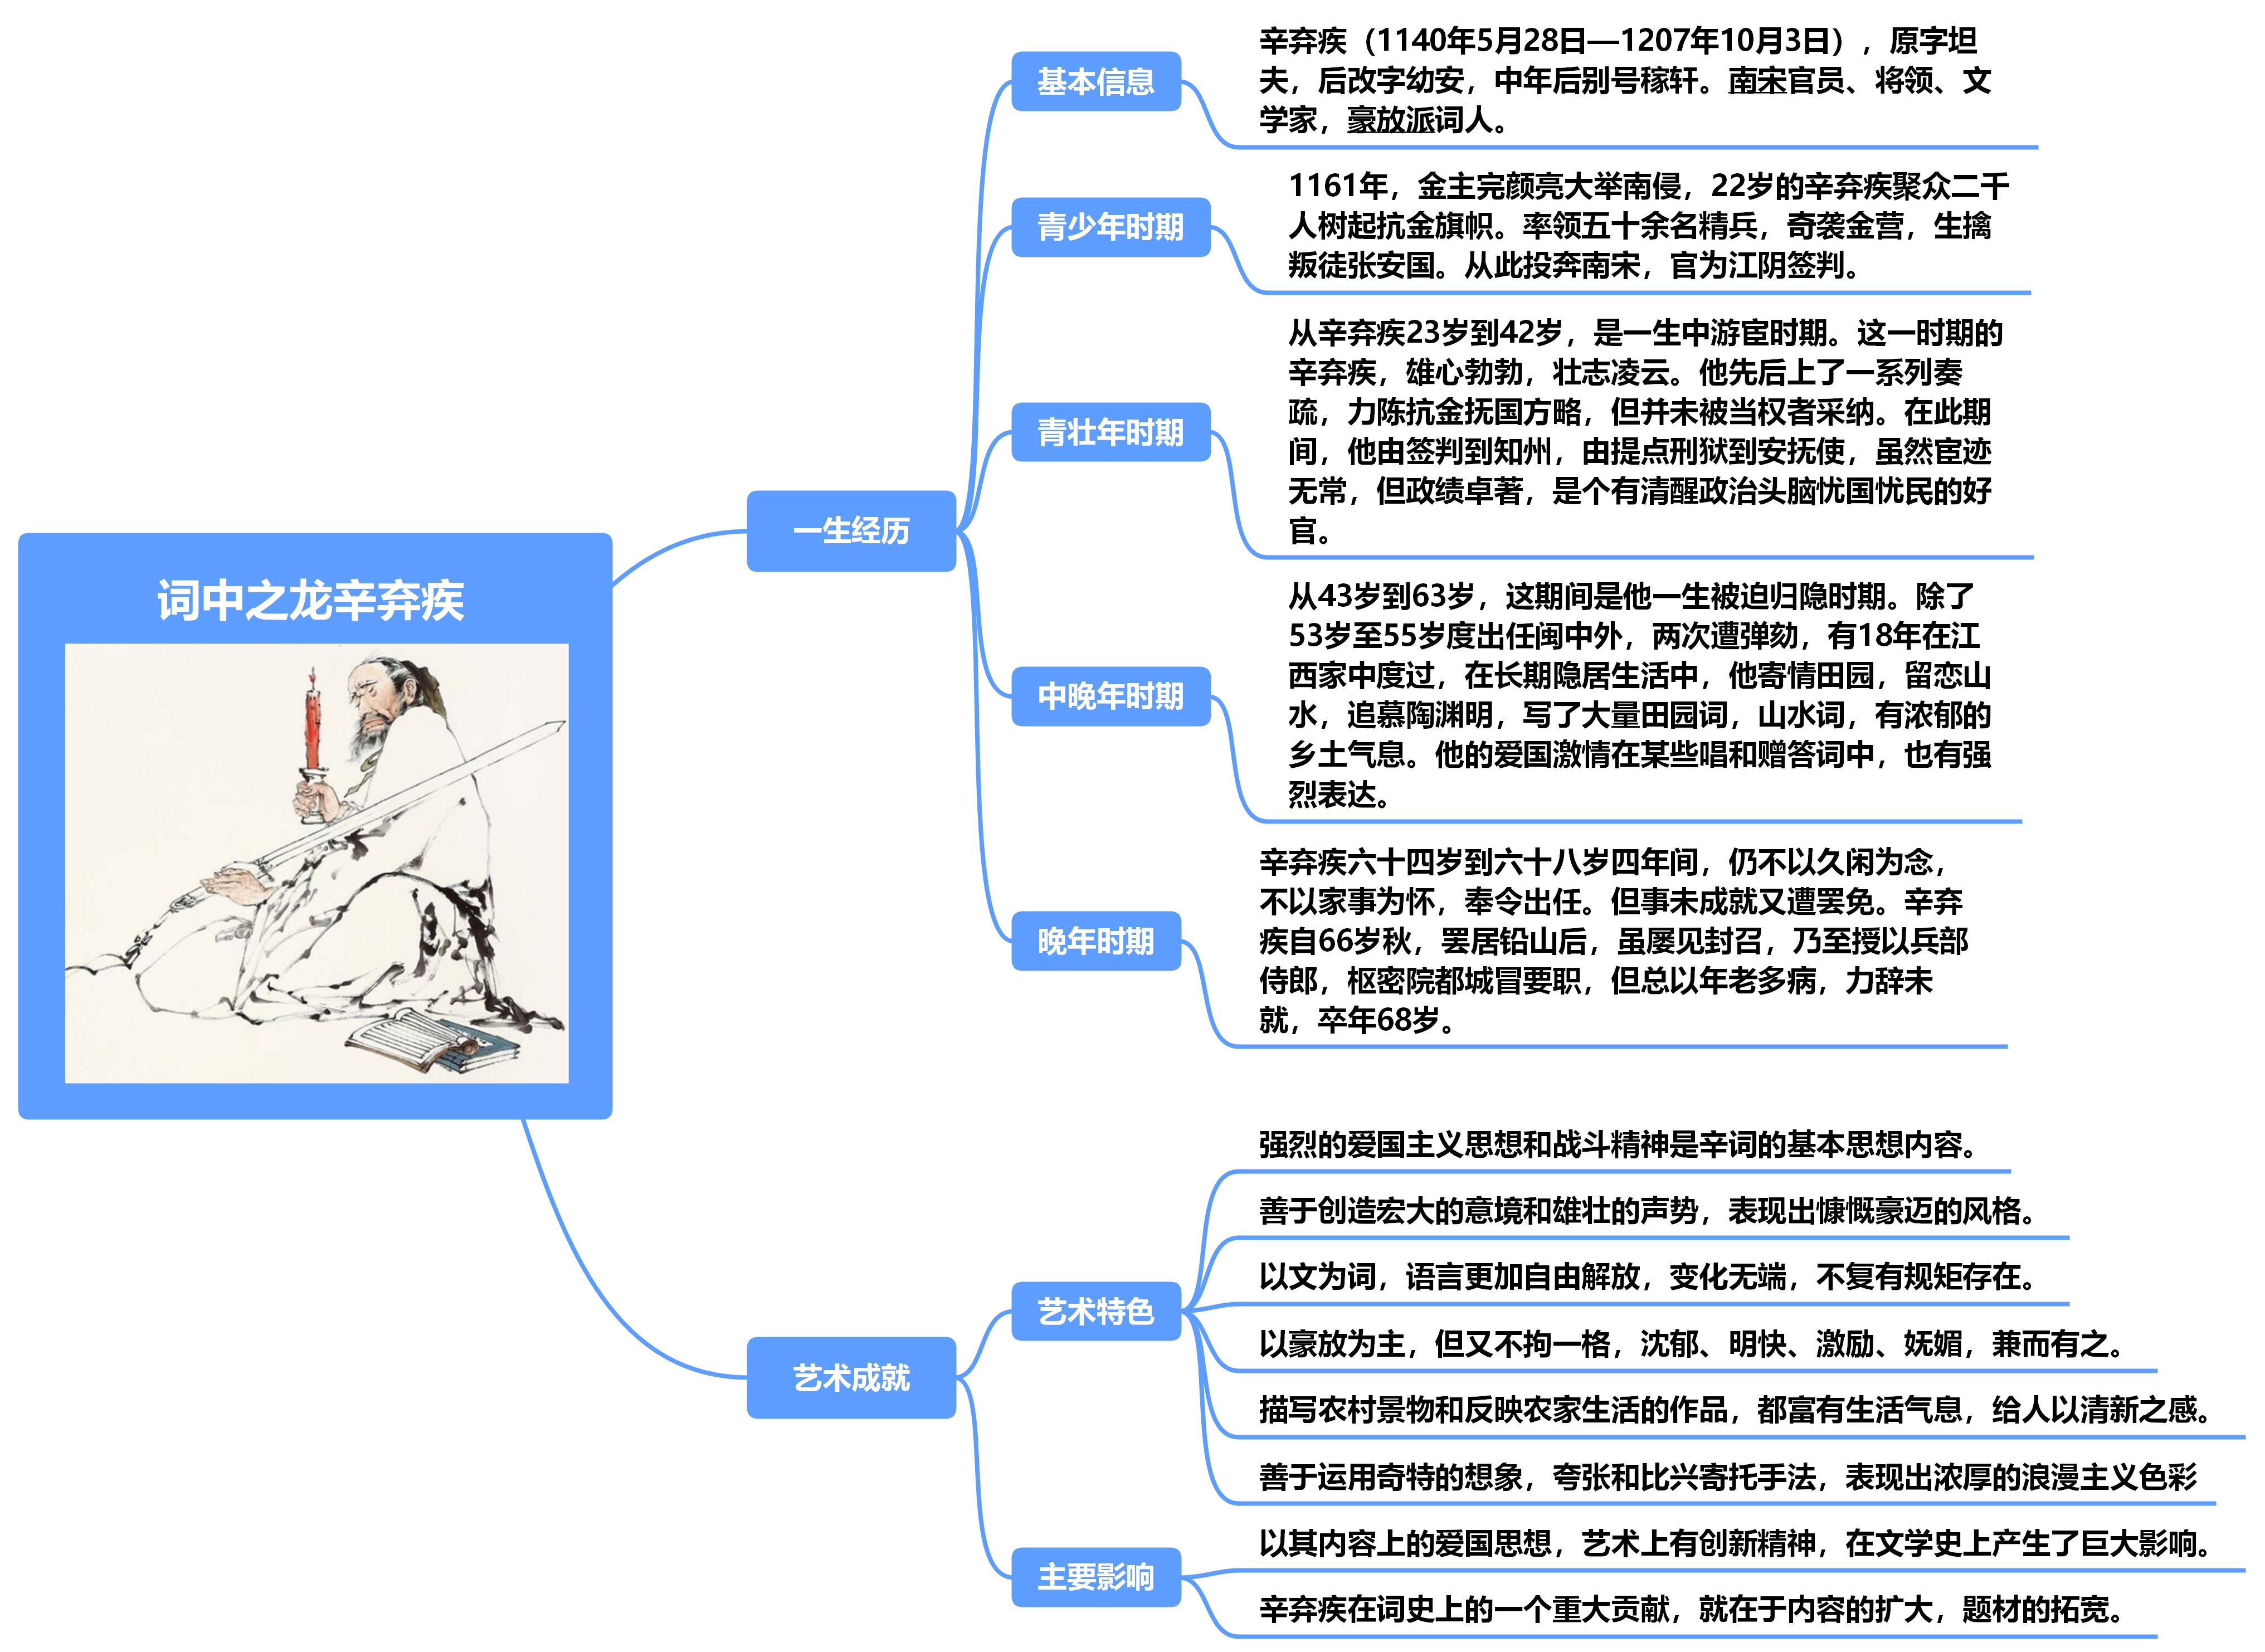 词中之龙辛弃疾
一生经历
基本信息
辛弃疾（1140年5月28日—1207年10月3日），原字坦
夫，后改字幼安，中年后别号稼轩。南宋官员、将领、文
学家，豪放派词人。
青少年时期
1161年，金主完颜亮大举南侵，22岁的辛弃疾聚众二千
人树起抗金旗帜。率领五十余名精兵，奇袭金营，生擒
叛徒张安国。从此投奔南宋，官为江阴签判。
青壮年时期
从辛弃疾23岁到42岁，是一生中游宦时期。这一时期的
辛弃疾，雄心勃勃，壮志凌云。他先后上了一系列奏
疏，力陈抗金抚国方略，但并未被当权者采纳。在此期
间，他由签判到知州，由提点刑狱到安抚使，虽然宦迹
无常，但政绩卓著，是个有清醒政治头脑忧国忧民的好
官。
中晚年时期
从43岁到63岁，这期间是他一生被迫归隐时期。除了
53岁至55岁度出任闽中外，两次遭弹劾，有18年在江
西家中度过，在长期隐居生活中，他寄情田园，留恋山
水，追慕陶渊明，写了大量田园词，山水词，有浓郁的
乡土气息。他的爱国激情在某些唱和赠答词中，也有强
烈表达。
晚年时期
辛弃疾六十四岁到六十八岁四年间，仍不以久闲为念，
不以家事为怀，奉令出任。但事未成就又遭罢免。辛弃
疾自66岁秋，罢居铅山后，虽屡见封召，乃至授以兵部
侍郎，枢密院都城冒要职，但总以年老多病，力辞未
就，卒年68岁。
艺术成就
艺术特色
强烈的爱国主义思想和战斗精神是辛词的基本思想内容。
善于创造宏大的意境和雄壮的声势，表现出慷慨豪迈的风格。
以文为词，语言更加自由解放，变化无端，不复有规矩存在。
以豪放为主，但又不拘一格，沈郁、明快、激励、妩媚，兼而有之。
描写农村景物和反映农家生活的作品，都富有生活气息，给人以清新之感。
善于运用奇特的想象，夸张和比兴寄托手法，表现出浓厚的浪漫主义色彩
主要影响
以其内容上的爱国思想，艺术上有创新精神，在文学史上产生了巨大影响。
辛弃疾在词史上的一个重大贡献，就在于内容的扩大，题材的拓宽。